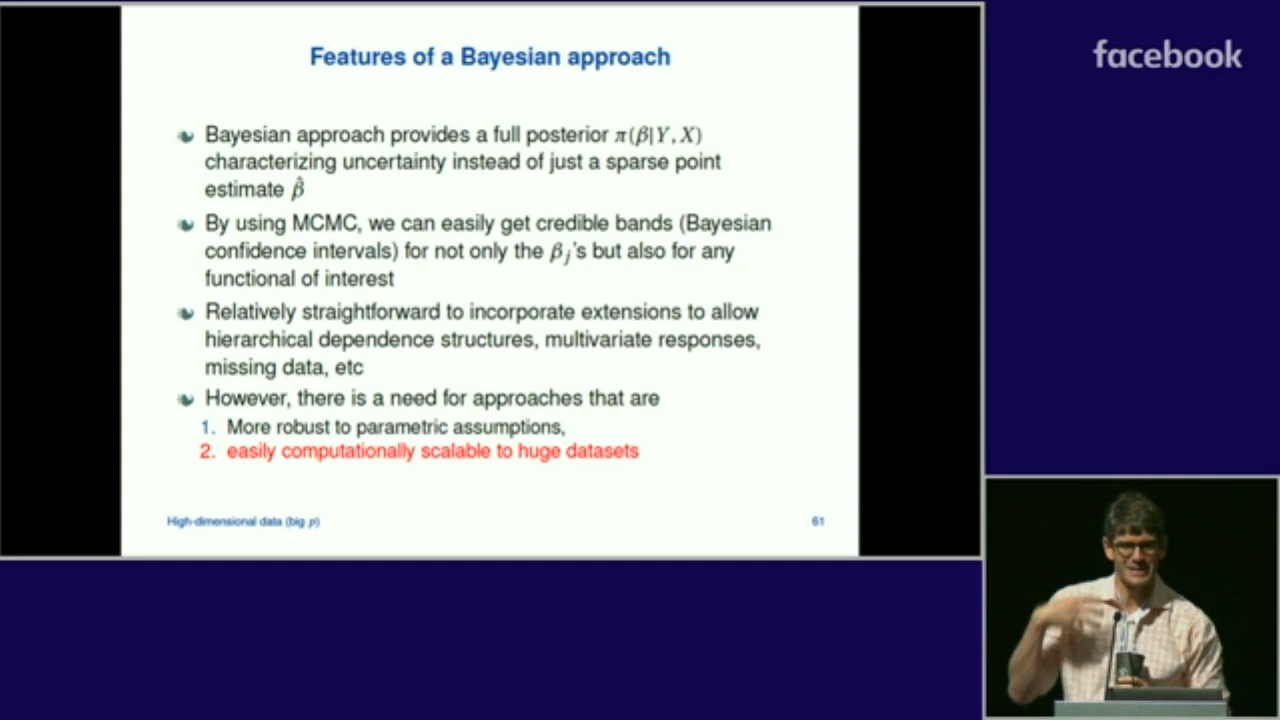 Features of a Bayesian approach
facebook
Bayesian approach provides a full posterior π(β|Y, X)
characterizing uncertainty instead of just a sparse point
estimate β̂
By using MCMC, we can easily get credible bands (Bayesian
confidence intervals) for not only the βj's but also for any
functional of interest
Relatively straightforward to incorporate extensions to allow
hierarchical dependence structures, multivariate responses,
missing data, etc
However, there is a need for approaches that are
1. More robust to parametric assumptions,
2. easily computationally scalable to huge datasets
High-dimensional data (big p)
61